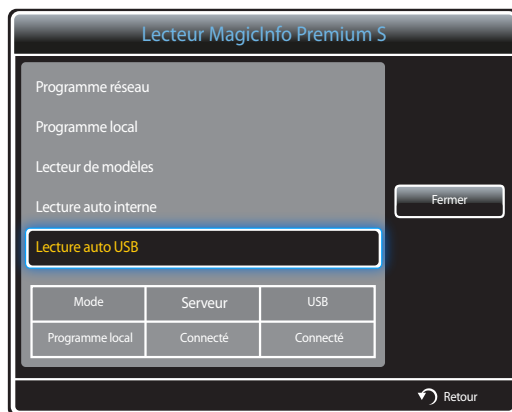 Lecteur MagicInfo Premium S
Programme réseau
Programme local
Lecteur de modèles
Lecture auto interne
Fermer
Lecture auto USB
Mode Serveur USB
Programme local Connecté Connecté
Retour